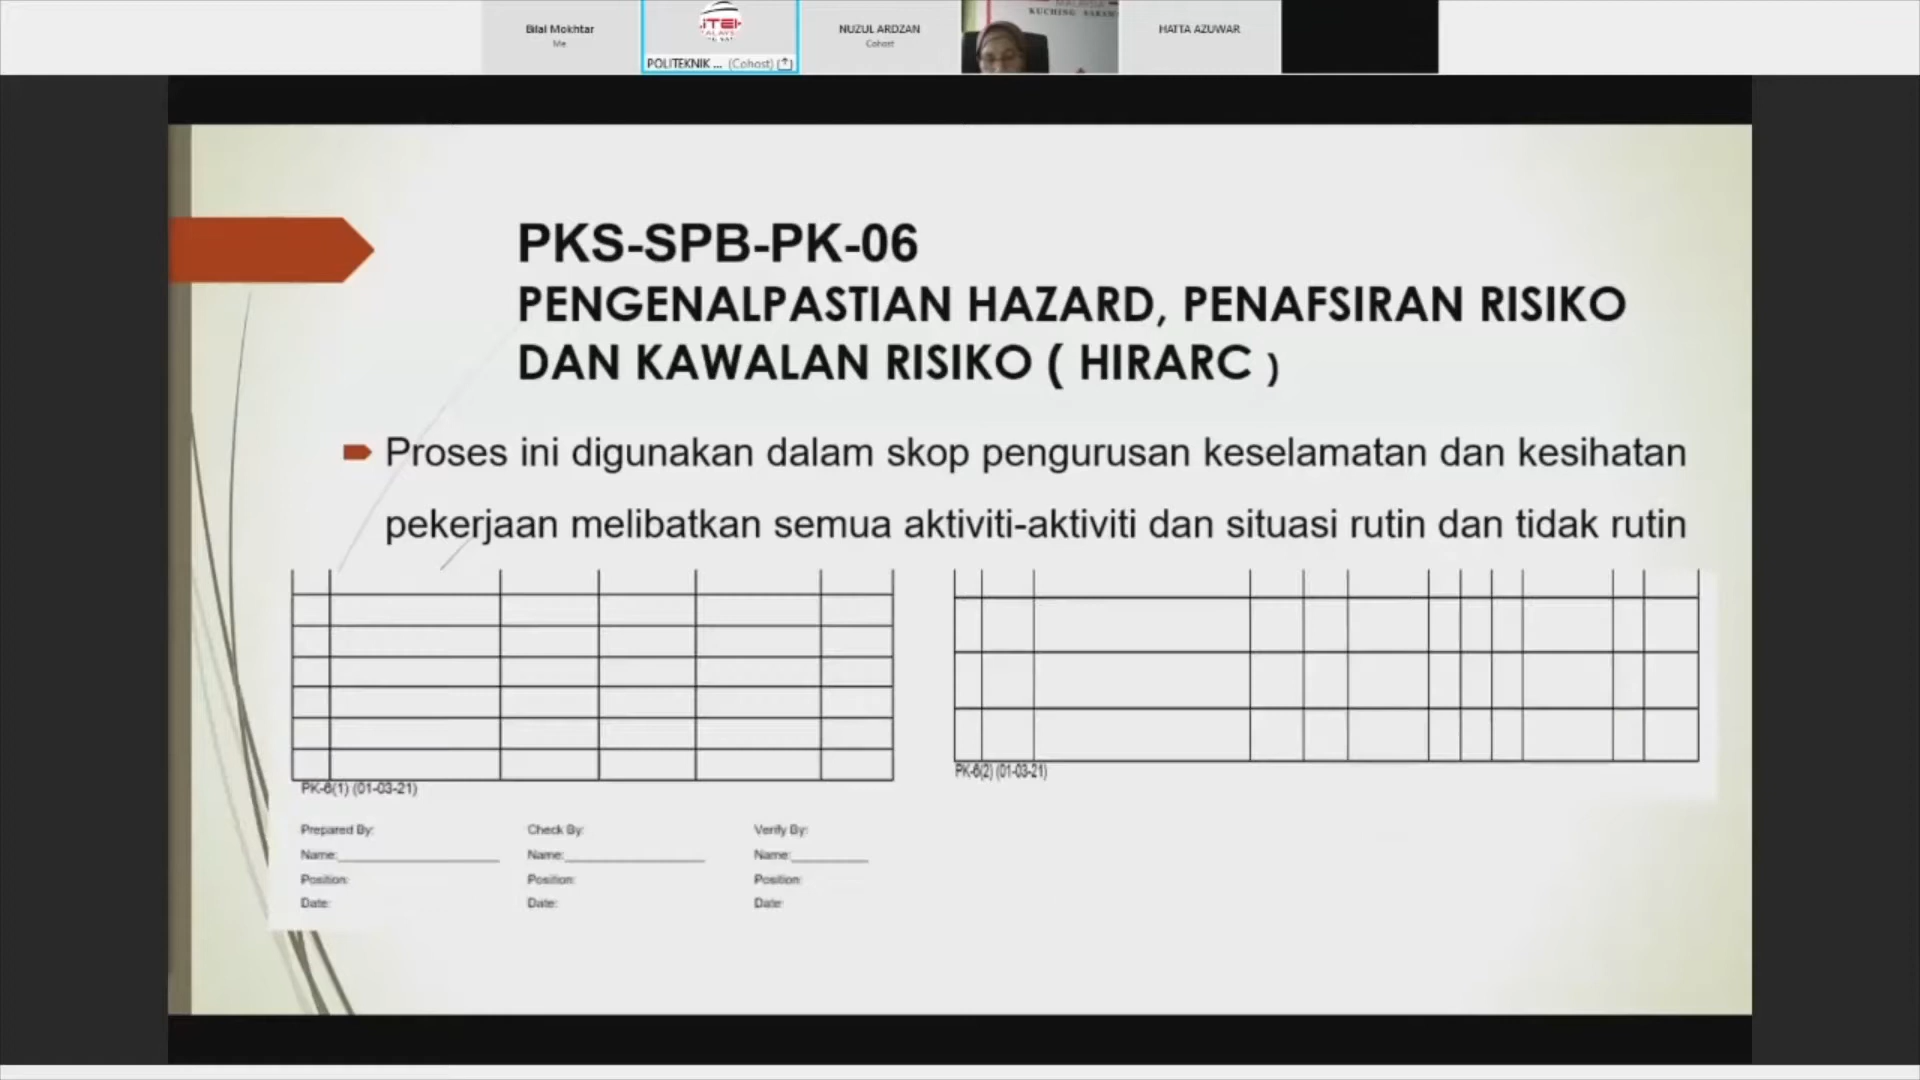 Bilal Mokhtar
Me
POLITEKNIK ... (Cohost)
NUZUL ARDZAN
Cohost
MALAYSIA
KUCHING SARAW
HATTA AZUWAR
PKS-SPB-PK-06
PENGENALPASTIAN HAZARD, PENAFSIRAN RISIKO
DAN KAWALAN RISIKO ( HIRARC )
Proses ini digunakan dalam skop pengurusan keselamatan dan kesihatan
pekerjaan melibatkan semua aktiviti-aktiviti dan situasi rutin dan tidak rutin
PK-6(1) (01-03-21)
PK-6(2) (01-03-21)
Prepared By: Check By: Verify By:
Name: Name: Name:
Position: Position: Position:
Date: Date: Date: